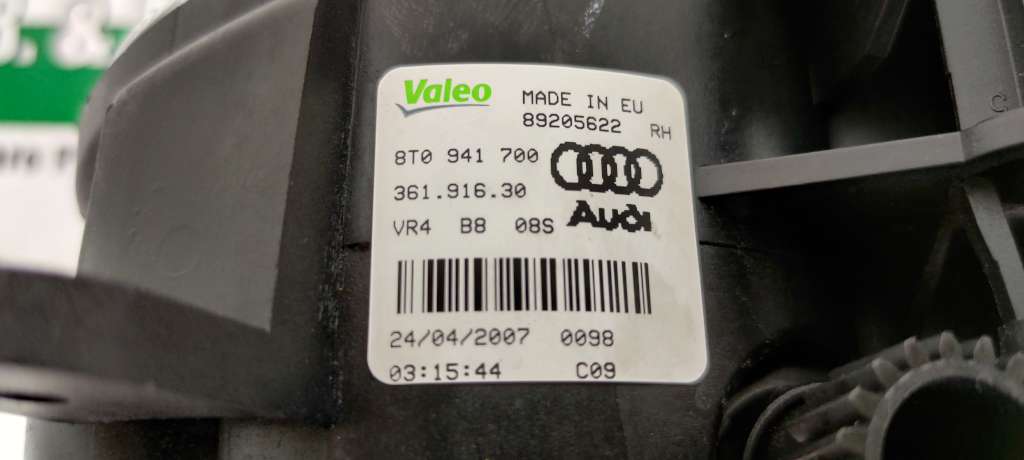 Valeo
MADE IN EU
89205622 RH
8T0 941 700
361.916.30
VR4 B8 08S
Audi
24/04/2007 0098
03:15:44 C09